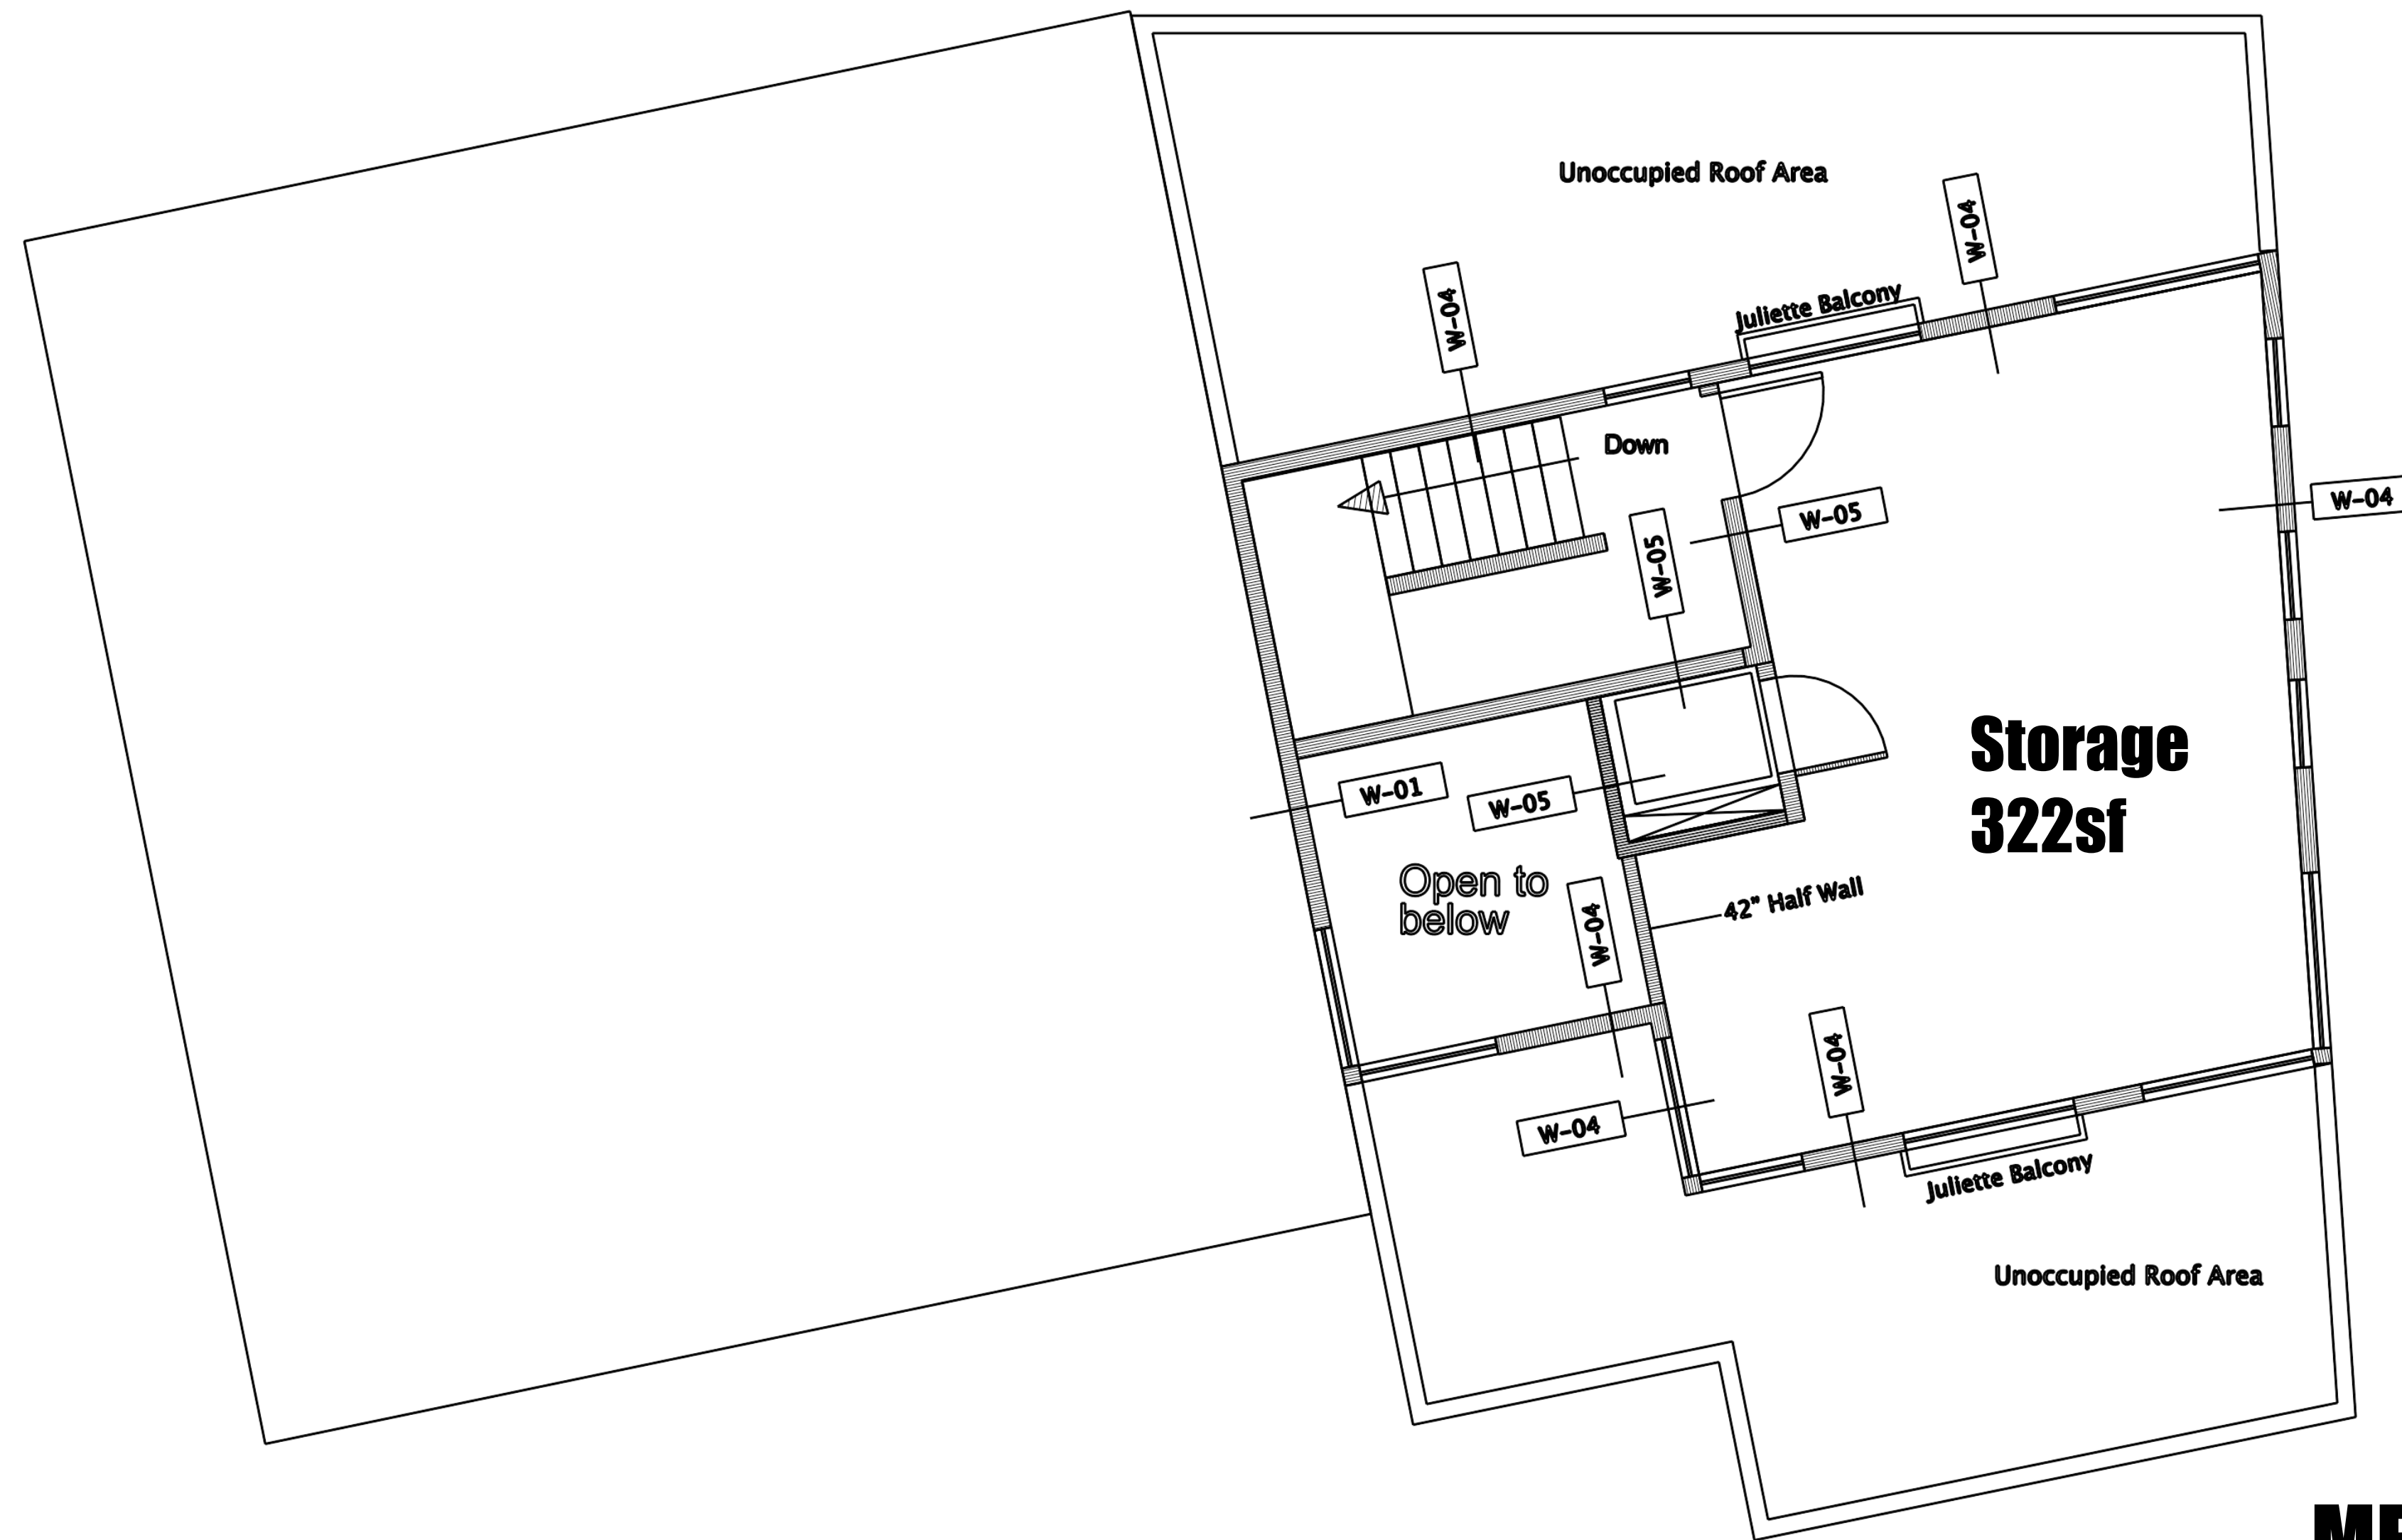 Unoccupied Roof Area
W-04
W-04
Juliette Balcony
Down
W-04
W-05
W-05
Storage
322sf
W-01
W-05
Open to
below
42" Half Wall
W-04
W-04
W-04
Juliette Balcony
Unoccupied Roof Area